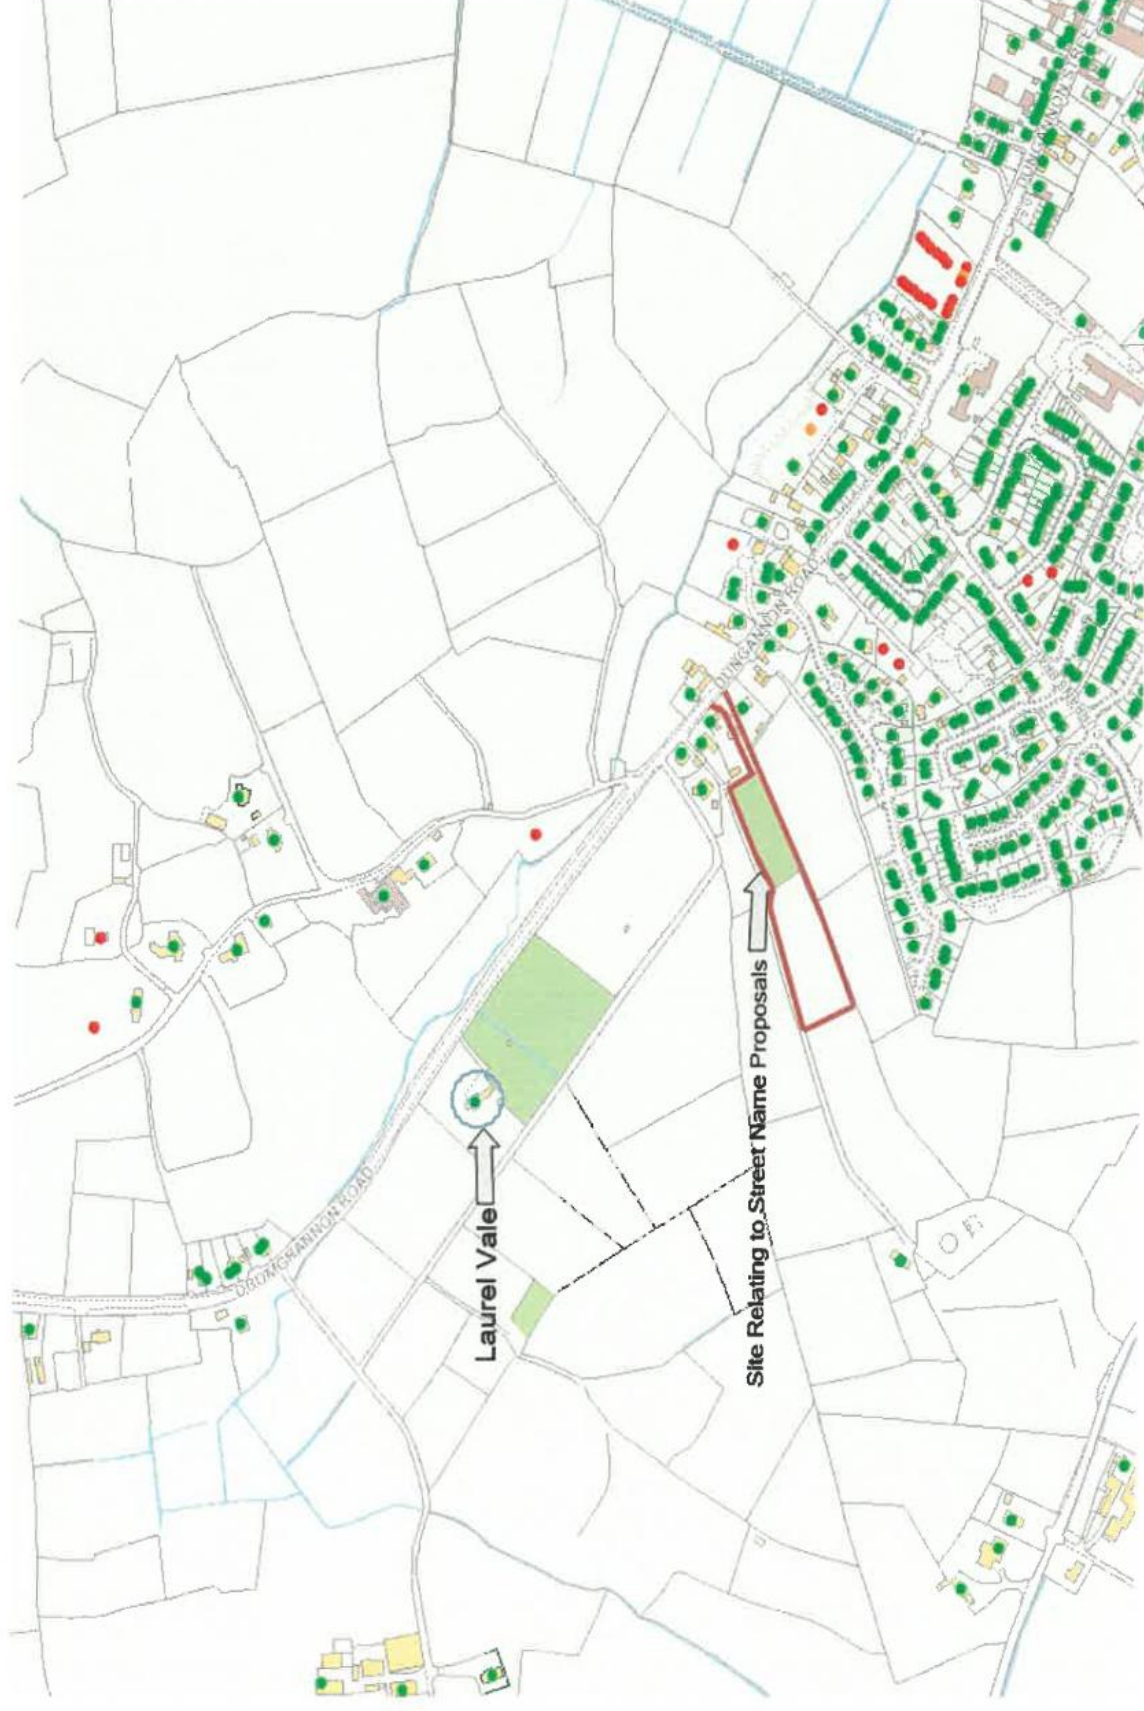 DRUMGRANNON ROAD
Laurel Vale
Site Relating to Street Name Proposals
DUNGANNON ROAD